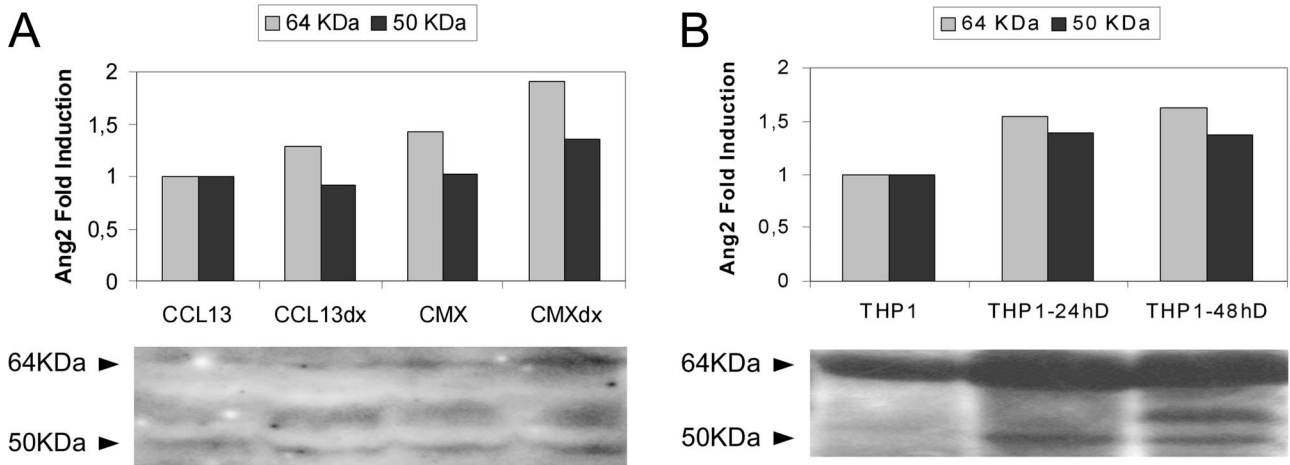 A
64 KDa 50 KDa
Ang2 Fold Induction
2
1,5
1
0,5
0
CCL13 CCL13dx CMX CMXdx
64KDa ►
50KDa ►
B
64 KDa 50 KDa
Ang2 Fold Induction
2
1,5
1
0,5
0
THP1 THP1-24hD THP1-48hD
64KDa ►
50KDa ►